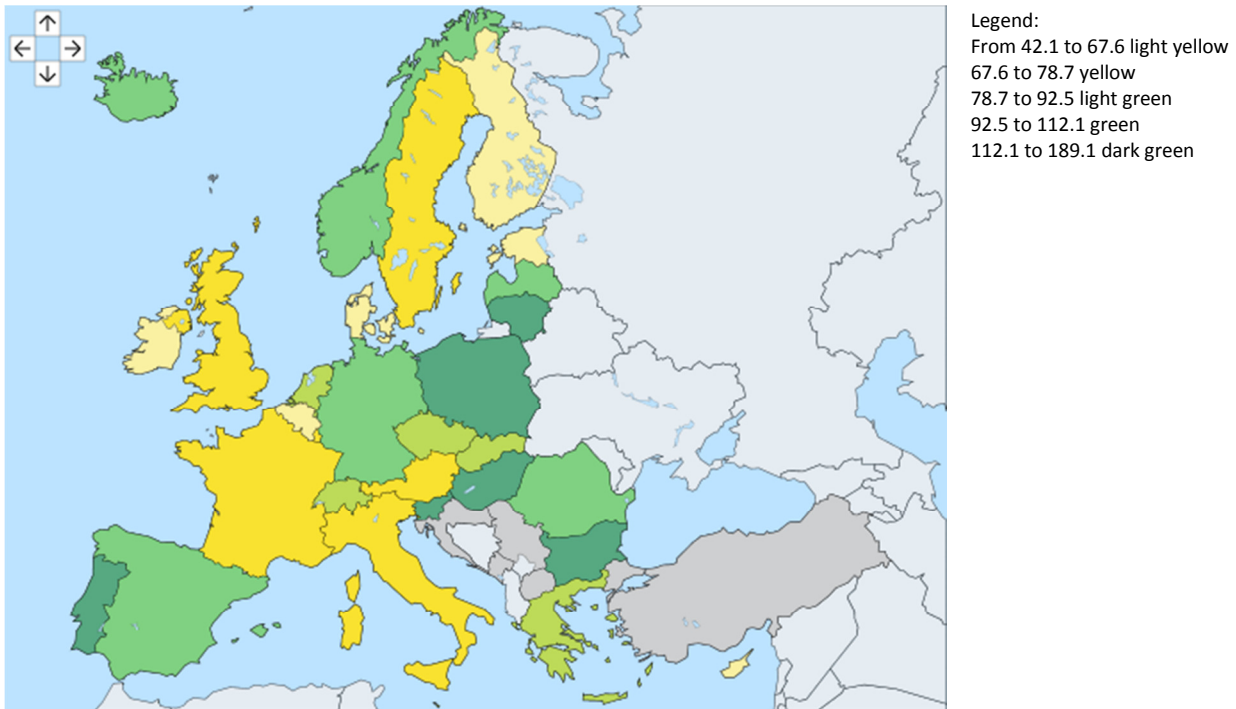 Legend:
From 42.1 to 67.6 light yellow
67.6 to 78.7 yellow
78.7 to 92.5 light green
92.5 to 112.1 green
112.1 to 189.1 dark green